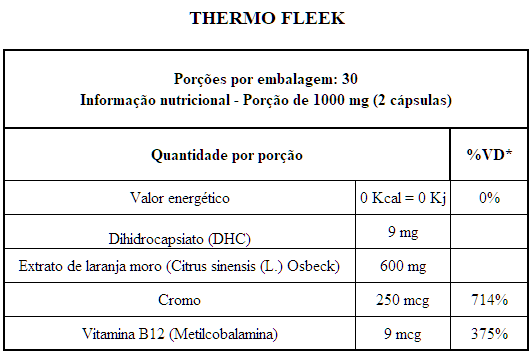 THERMO FLEEK
Porções por embalagem: 30
Informação nutricional - Porção de 1000 mg (2 cápsulas)
Quantidade por porção %VD*
Valor energético 0 Kcal = 0 Kj 0%
Dihidrocapsiato (DHC) 9 mg
Extrato de laranja moro (Citrus sinensis (L.) Osbeck) 600 mg
Cromo 250 mcg 714%
Vitamina B12 (Metilcobalamina) 9 mcg 375%